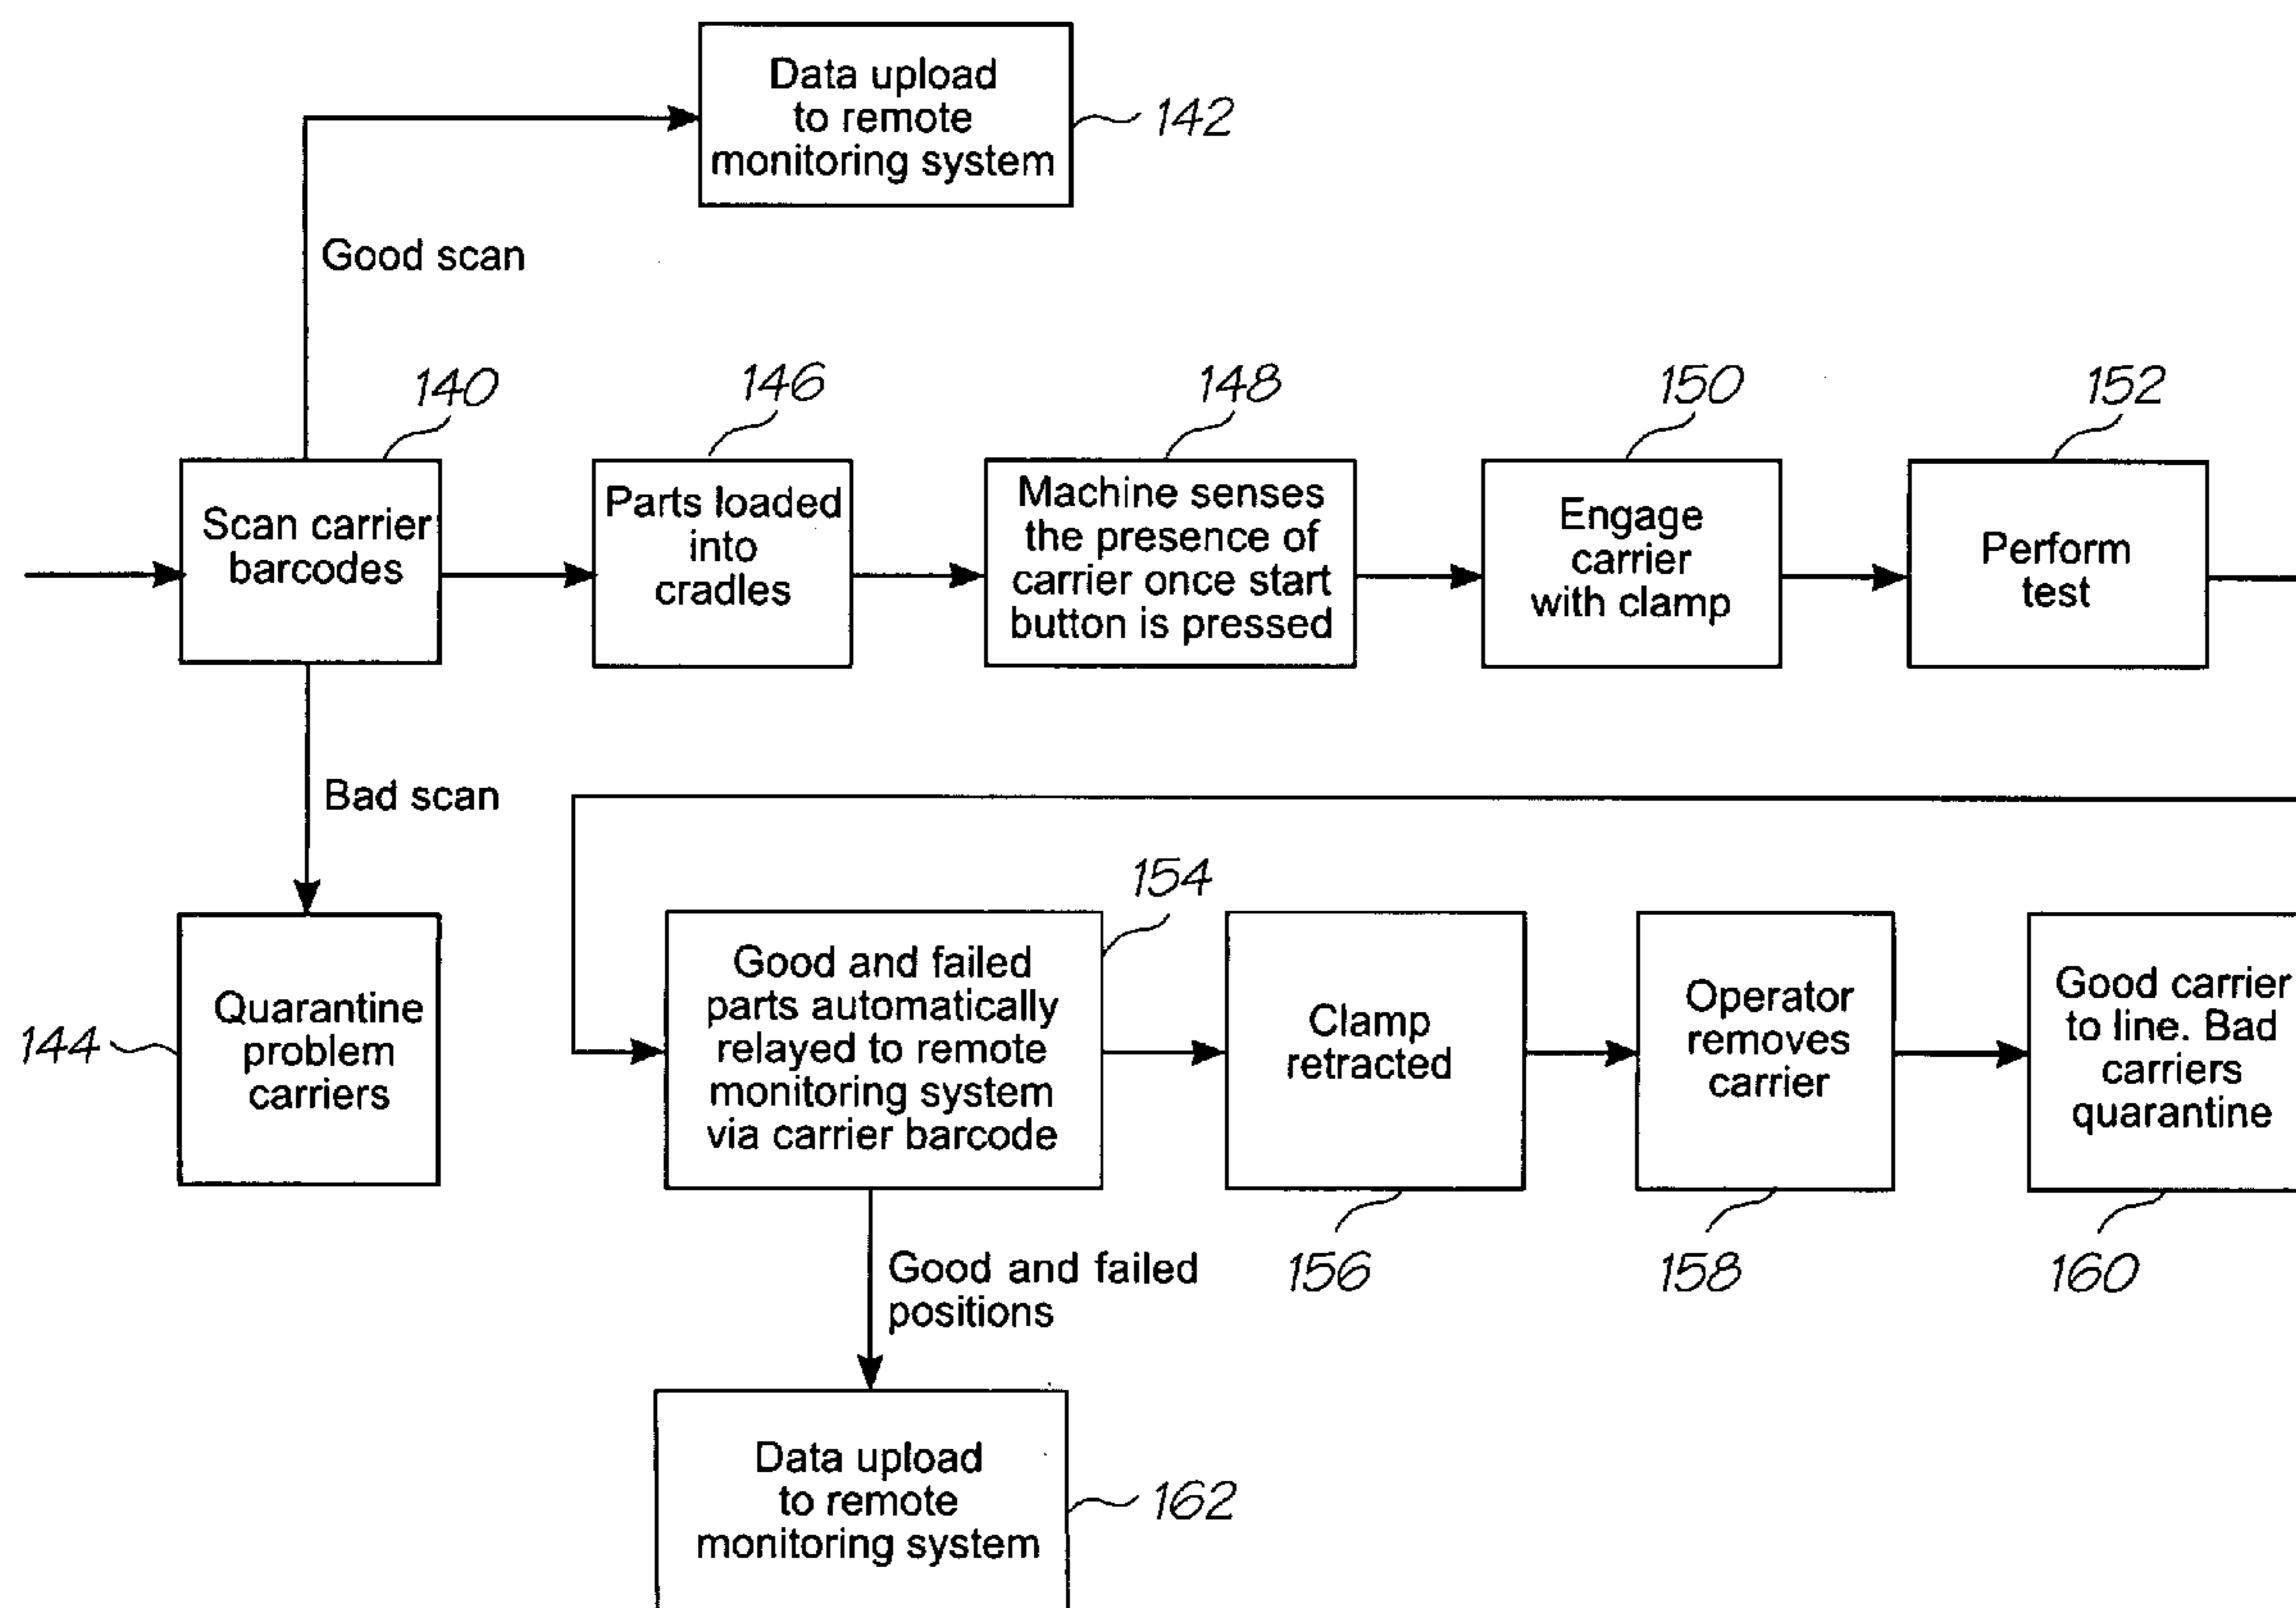 Data upload
to remote
monitoring system
142
Good scan
140
146
148
150
152
Scan carrier
barcodes
Parts loaded
into
cradles
Machine senses
the presence of
carrier once start
button is pressed
Engage
carrier
with clamp
Perform
test
Bad scan
154
144
Quarantine
problem
carriers
Good and failed
parts automatically
relayed to remote
monitoring system
via carrier barcode
Clamp
retracted
Operator
removes
carrier
Good carrier
to line. Bad
carriers
quarantine
156
158
160
Good and failed
positions
Data upload
to remote
monitoring system
162